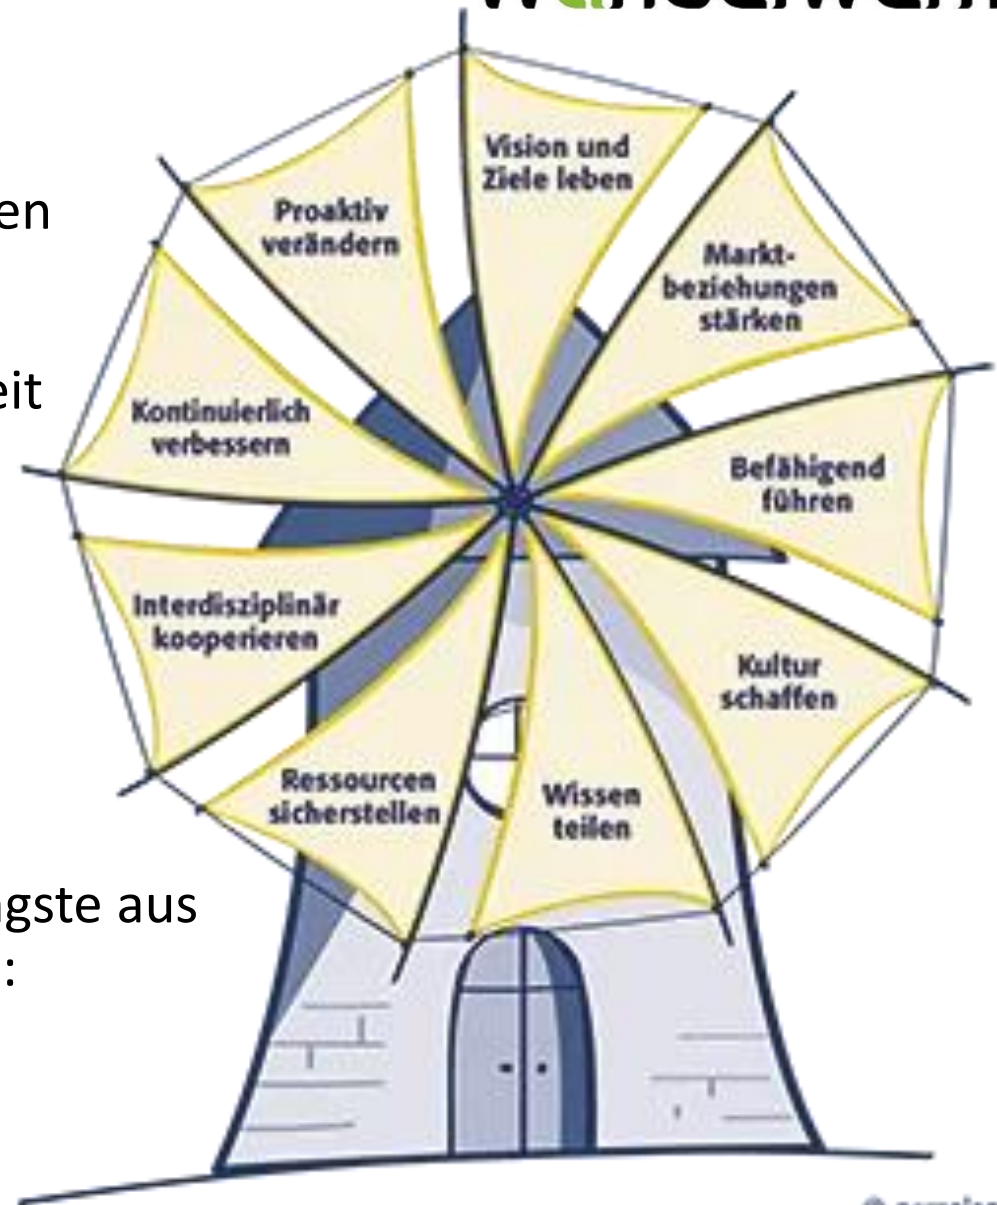 en
eit
gste aus
:
Vision und
Ziele leben
Markt-
beziehungen
stärken
Befähigend
führen
Kultur
schaffen
Wissen
teilen
Ressourcen
sicherstellen
Interdisziplinär
kooperieren
Kontinuierlich
verbessern
Proaktiv
verändern